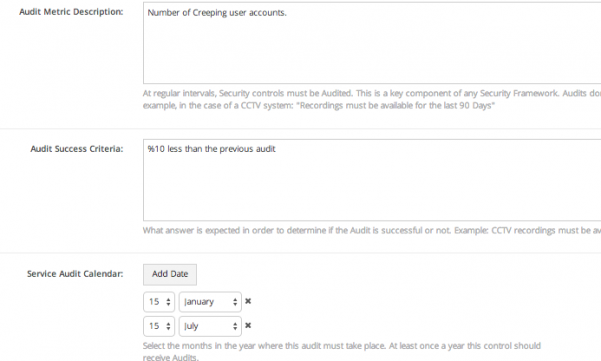 Audit Metric Description:
Number of Creeping user accounts.
At regular intervals, Security controls must be Audited. This is a key component of any Security Framework. Audits
example, in the case of a CCTV system: "Recordings must be available for the last 90 Days"
Audit Success Criteria:
%10 less than the previous audit
What answer is expected in order to determine if the Audit is successful or not. Example: CCTV recordings must be
Service Audit Calendar:
Add Date
15 January
15 July
Select the months in the year where this audit must take place. At least once a year this control should
receive Audits.